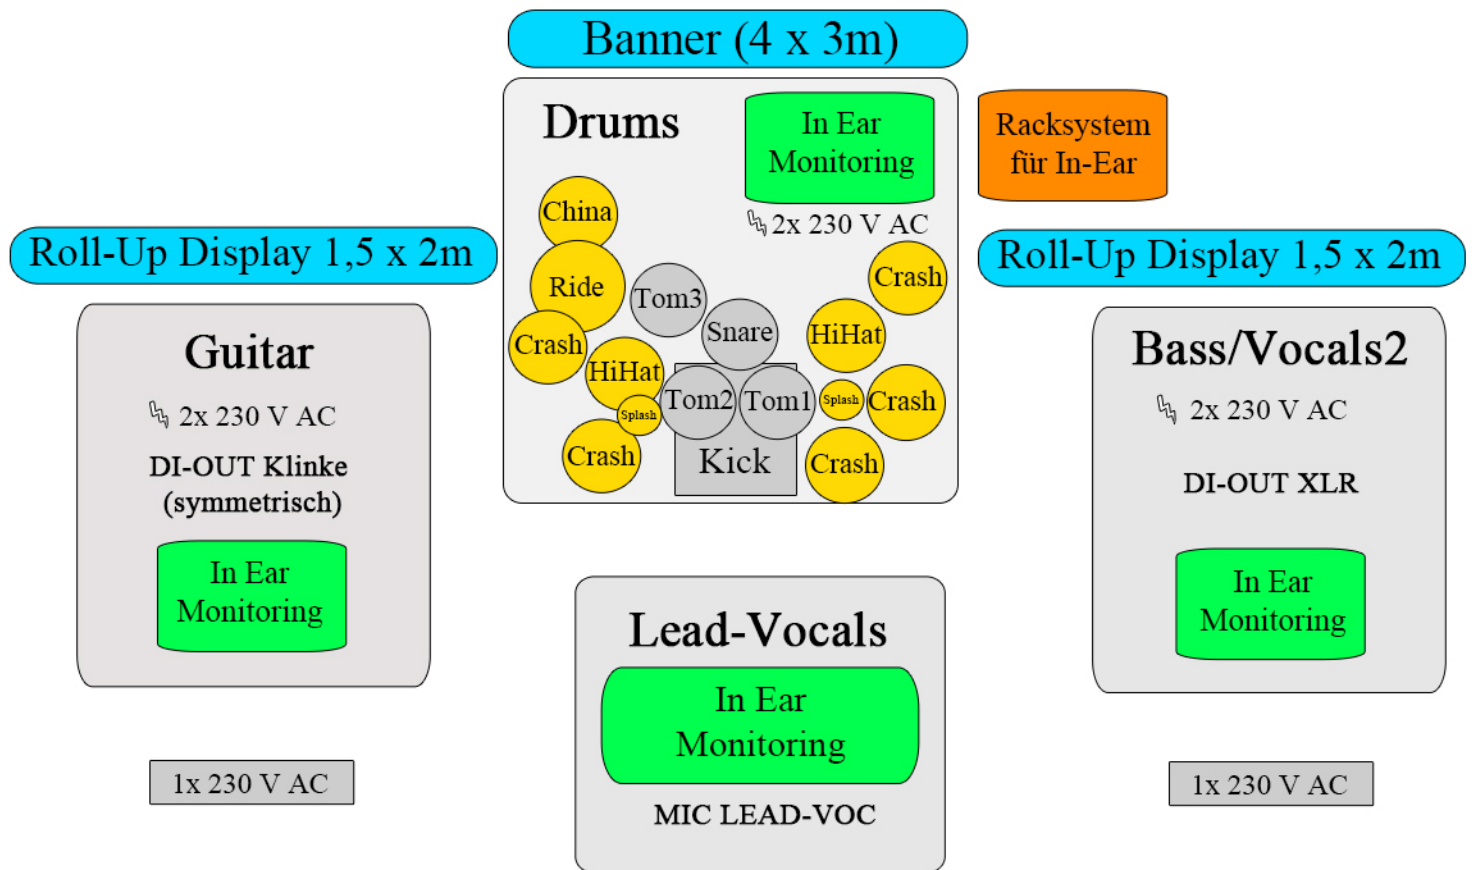 Banner (4 x 3m)
Drums
In Ear
Monitoring
2x 230 V AC
Racksystem
für In-Ear
China
Ride
Crash
HiHat
Splash
Crash
Tom3
Snare
Tom2
Tom1
Kick
Crash
HiHat
Splash
Crash
Crash
Roll-Up Display 1,5 x 2m
Guitar
2x 230 V AC
DI-OUT Klinke
(symmetrisch)
In Ear
Monitoring
1x 230 V AC
Lead-Vocals
In Ear
Monitoring
MIC LEAD-VOC
Roll-Up Display 1,5 x 2m
Bass/Vocals2
2x 230 V AC
DI-OUT XLR
In Ear
Monitoring
1x 230 V AC